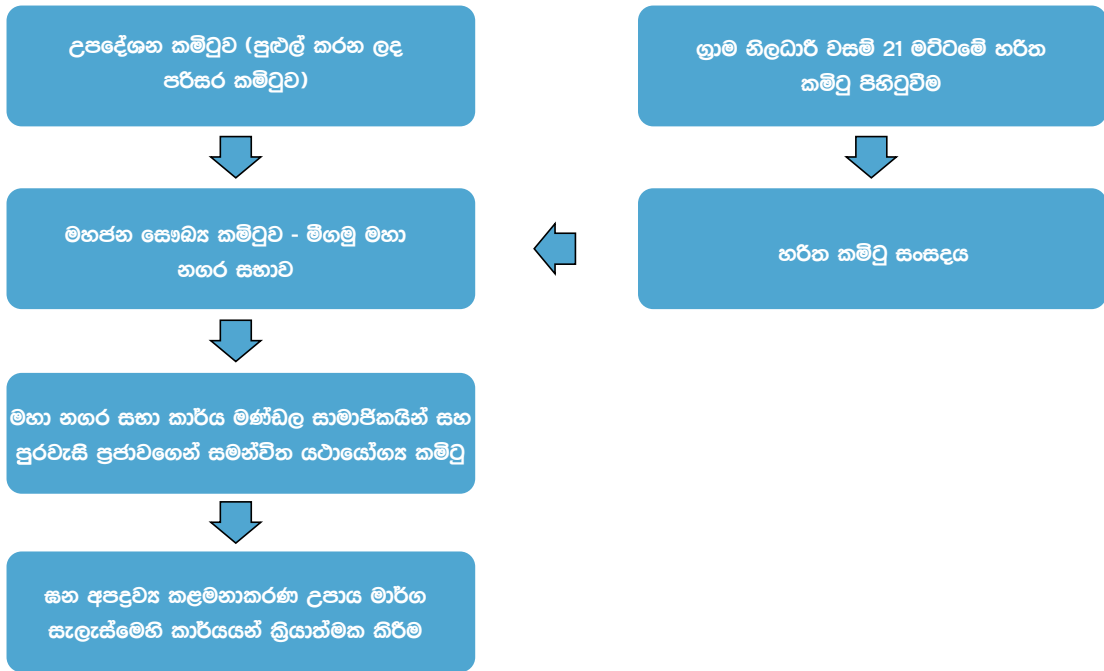 උපදේශන කමිටුව (පුළුල් කරන ලද
පරිසර කමිටුව)
ග්‍රාම නිලධාරී වසම් 21 මට්ටමේ හරිත
කමිටු පිහිටුවීම
මහජන සෞඛ්‍ය කමිටුව - මීගමු මහා
නගර සභාව
හරිත කමිටු සංසදය
මහා නගර සභා කාර්ය මණ්ඩල සාමාජිකයින් සහ
පුරවැසි ප්‍රජාවගෙන් සමන්විත යථායෝග්‍ය කමිටු
ඝන අපද්‍රව්‍ය කළමනාකරණ උපාය මාර්ග
සැලැස්මෙහි කාර්යයන් ක්‍රියාත්මක කිරීම